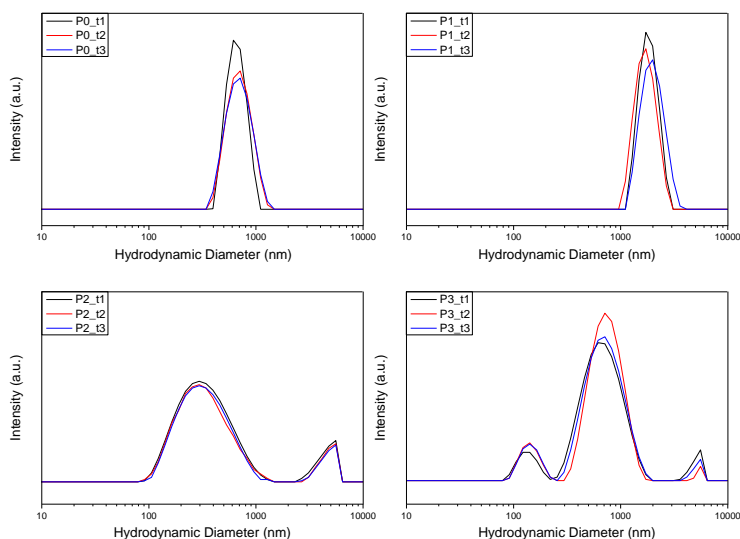 P0_t1
P0_t2
P0_t3
Intensity (a.u.)
10 100 1000 10000
Hydrodynamic Diameter (nm)
P1_t1
P1_t2
P1_t3
Intensity (a.u.)
10 100 1000 10000
Hydrodynamic Diameter (nm)
P2_t1
P2_t2
P2_t3
Intensity (a.u.)
10 100 1000 10000
Hydrodynamic Diameter (nm)
P3_t1
P3_t2
P3_t3
Intensity (a.u.)
10 100 1000 10000
Hydrodynamic Diameter (nm)